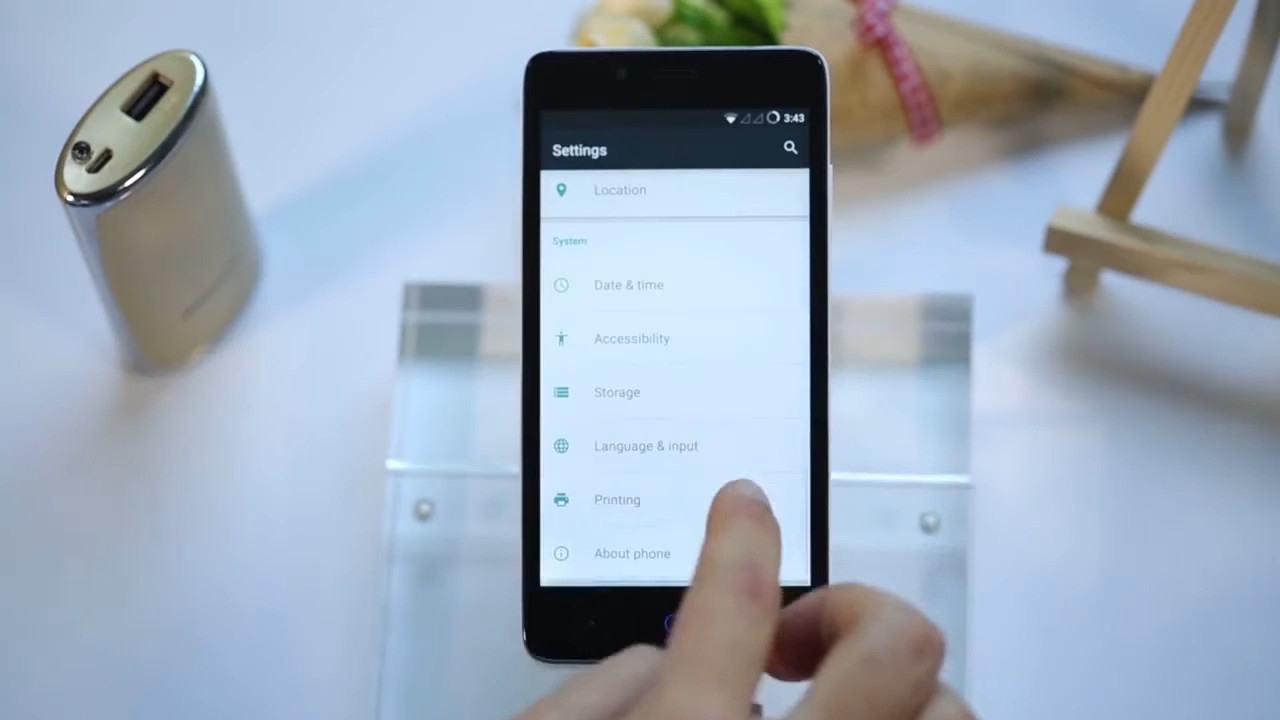 3:43
Settings
Location
System
Date & time
Accessibility
Storage
Language & input
Printing
About phone